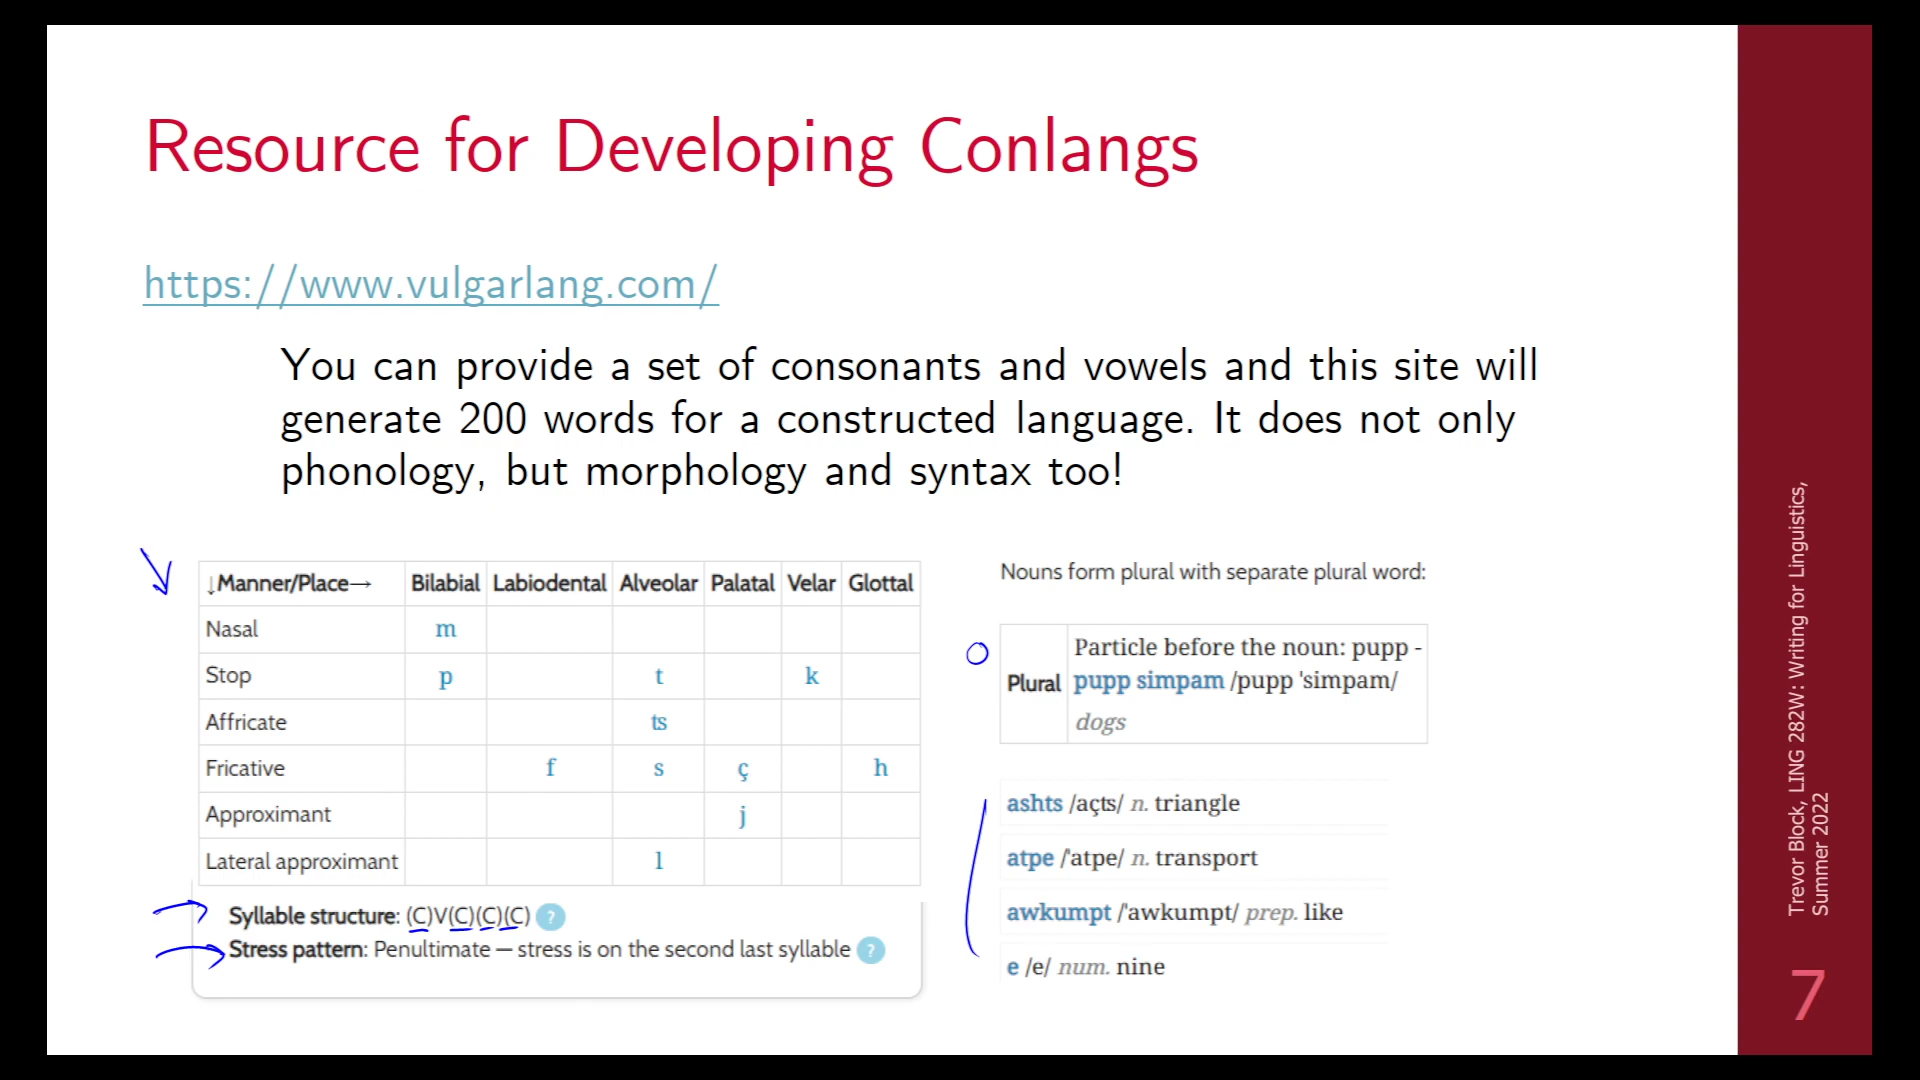 Resource for Developing Conlangs
https://www.vulgarlang.com/
You can provide a set of consonants and vowels and this site will
generate 200 words for a constructed language. It does not only
phonology, but morphology and syntax too!
↓Manner/Place→ Bilabial Labiodental Alveolar Palatal Velar Glottal
Nasal m
Stop p t k
Affricate ʦ
Fricative f s ç h
Approximant j
Lateral approximant l
Syllable structure: (C)V(C)(C)(C) ?
Stress pattern: Penultimate — stress is on the second last syllable ?
Nouns form plural with separate plural word:
Plural
Particle before the noun: pupp -
pupp simpam /pupp 'simpam/
dogs
ashts /açʦ/ n. triangle
atpe /'atpe/ n. transport
awkumpt /'awkumpt/ prep. like
e /e/ num. nine
Trevor Block, LING 282W: Writing for Linguistics,
Summer 2022
7